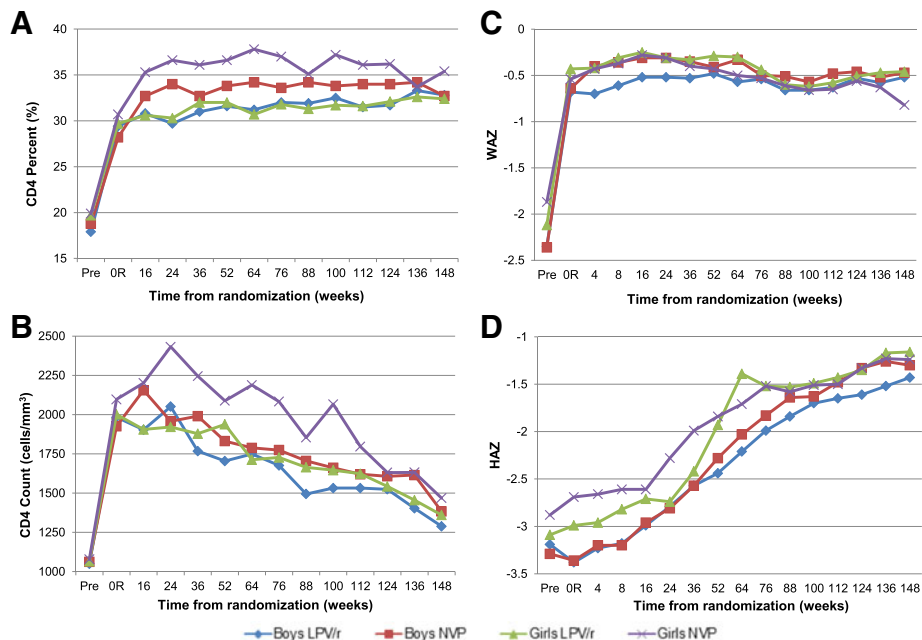 A
40
35
30
25
20
15
CD4 Percent (%)
Pre 0R 16 24 36 52 64 76 88 100 112 124 136 148
Time from randomization (weeks)
B
2500
2250
2000
1750
1500
1250
1000
CD4 Count (cells/mm³)
Pre 0R 16 24 36 52 64 76 88 100 112 124 136 148
Time from randomization (weeks)
C
0
-0.5
-1
-1.5
-2
-2.5
WAZ
Pre 0R 4 8 16 24 36 52 64 76 88 100 112 124 136 148
Time from randomization (weeks)
D
-1
-1.5
-2
-2.5
-3
-3.5
HAZ
Pre 0R 4 8 16 24 36 52 64 76 88 100 112 124 136 148
Time from randomization (weeks)
Boys LPV/r Boys NVP Girls LPV/r Girls NVP